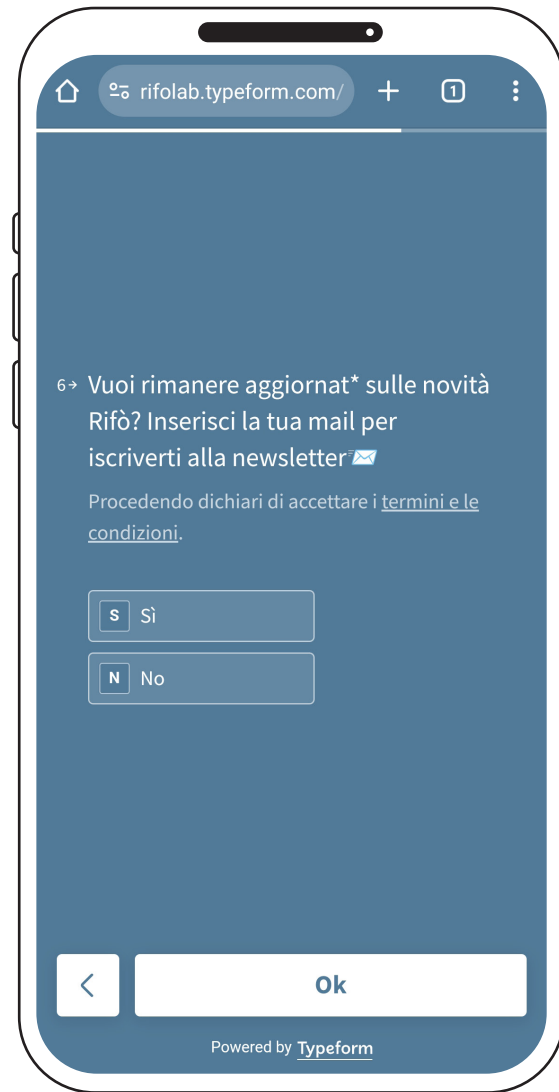 rifolab.typeform.com/
1
6→ Vuoi rimanere aggiornat* sulle novità
Rifò? Inserisci la tua mail per
iscriverti alla newsletter📨
Procedendo dichiari di accettare i termini e le
condizioni.
S Sì
N No
Ok
Powered by Typeform